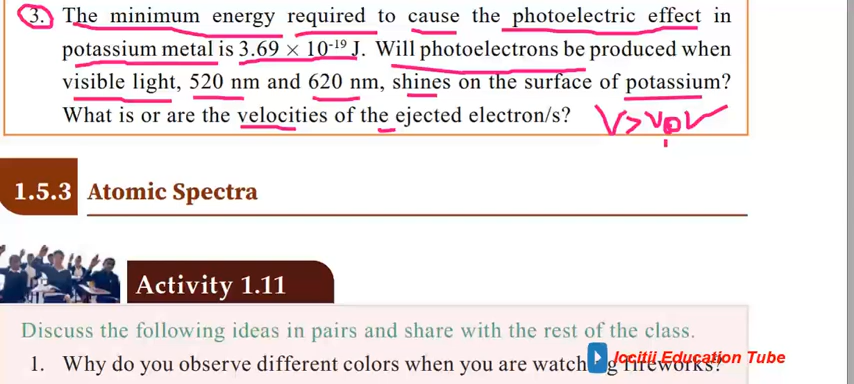 3. The minimum energy required to cause the photoelectric effect in
potassium metal is 3.69 × 10⁻¹⁹ J. Will photoelectrons be produced when
visible light, 520 nm and 620 nm, shines on the surface of potassium?
What is or are the velocities of the ejected electron/s?
1.5.3 Atomic Spectra
Activity 1.11
Discuss the following ideas in pairs and share with the rest of the class.
1. Why do you observe different colors when you are watching fireworks?
Jccitii Education Tube